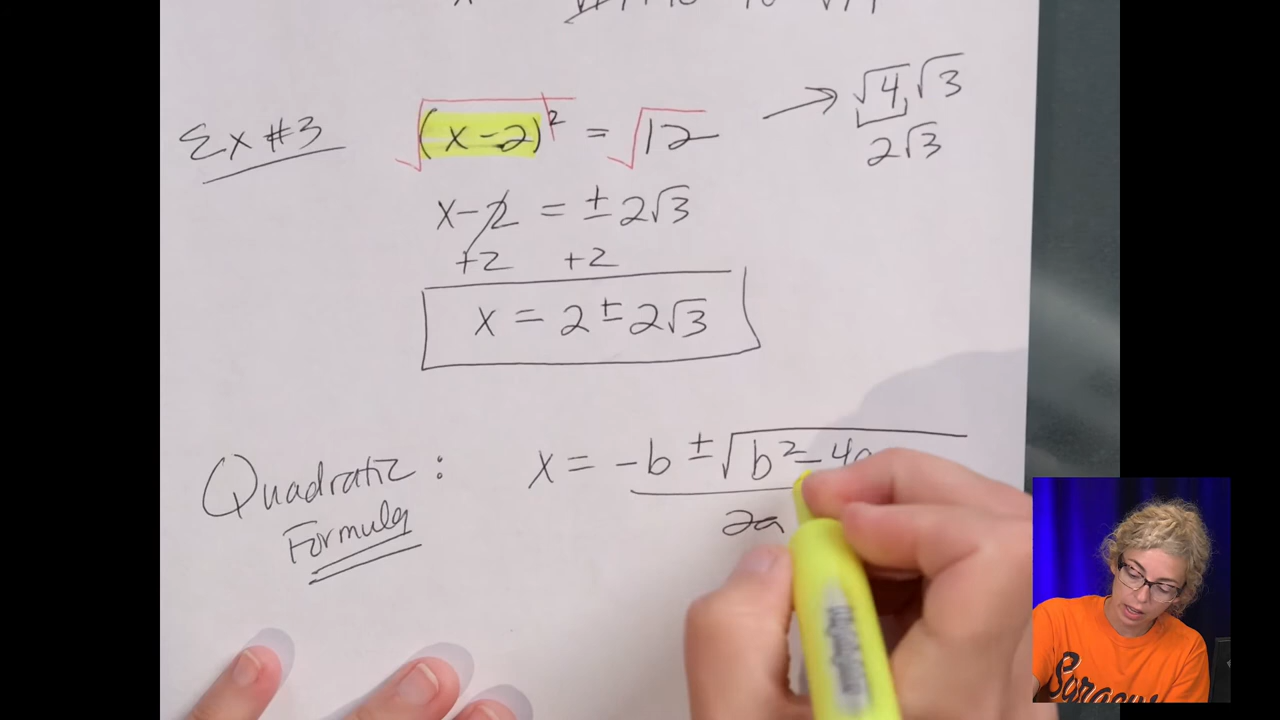 Ex #3
√(x-2)² = √12 → √4 √3
2√3
x-2 = ± 2√3
+2 +2
x = 2 ± 2√3
Quadratic : x = -b ± √b² - 4a
Formula 2a